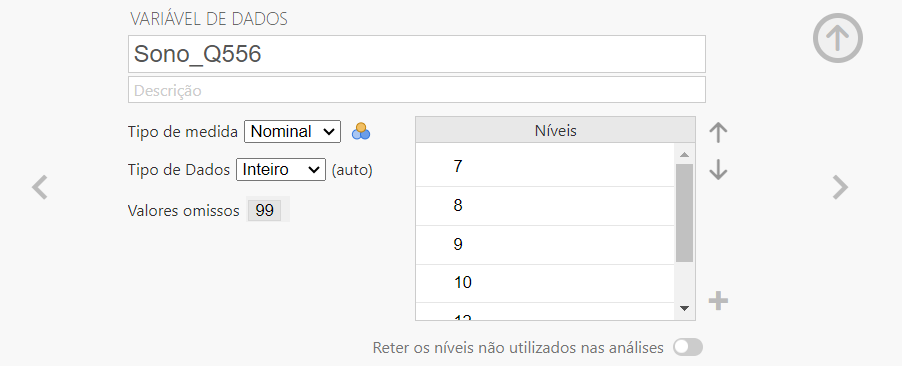 VARIÁVEL DE DADOS
Sono_Q556
Descrição
Tipo de medida Nominal
Tipo de Dados Inteiro (auto)
Valores omissos 99
Níveis
7
8
9
10
Reter os níveis não utilizados nas análises